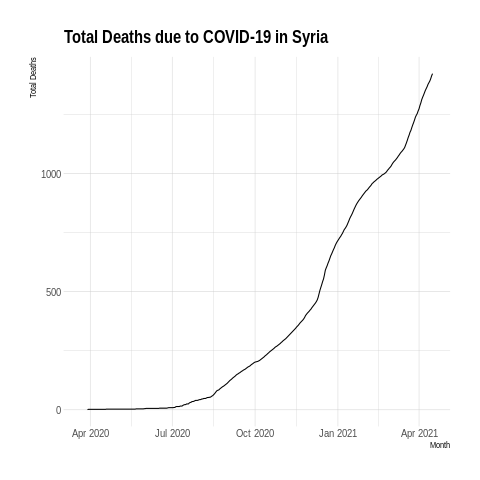 Total Deaths due to COVID-19 in Syria
Total Deaths
1000
500
0
Apr 2020 Jul 2020 Oct 2020 Jan 2021 Apr 2021
Month